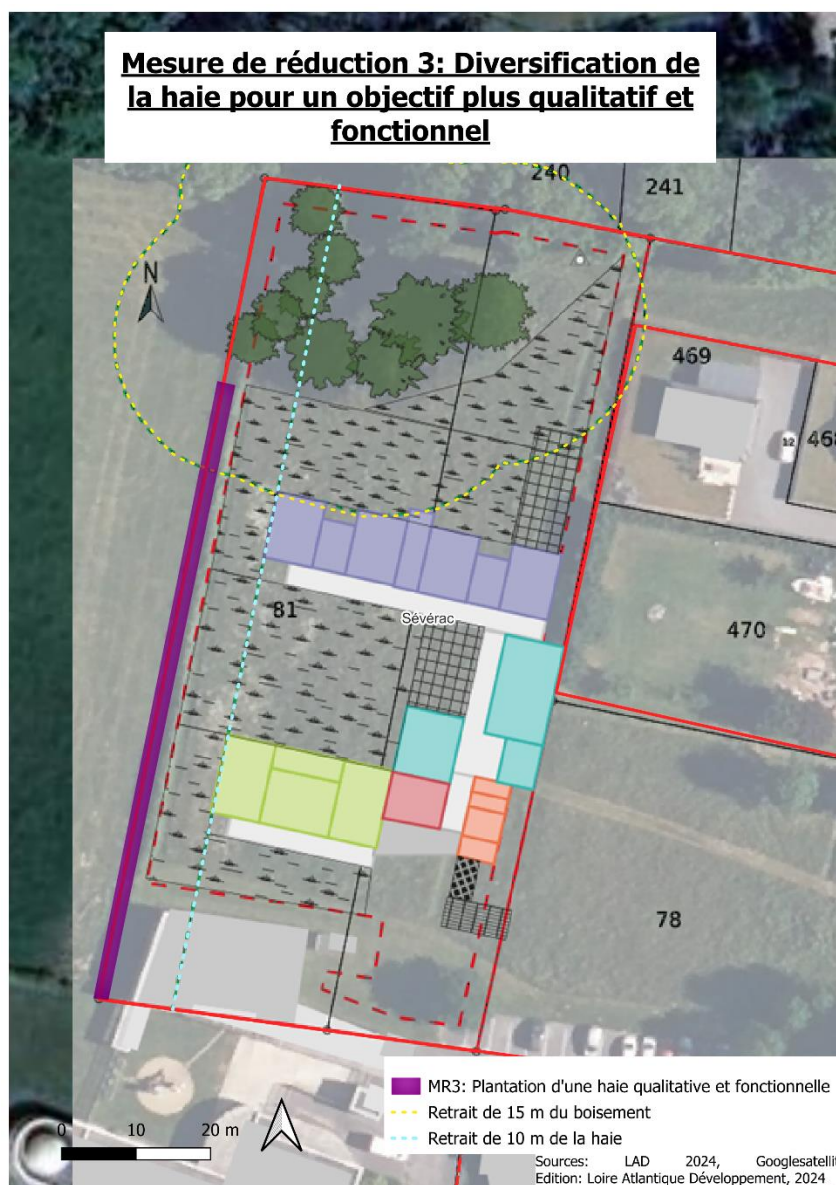 Mesure de réduction 3: Diversification de
la haie pour un objectif plus qualitatif et
fonctionnel
240
241
N
469
468
12
81
Sévérac
470
78
MR3: Plantation d'une haie qualitative et fonctionnelle
Retrait de 15 m du boisement
Retrait de 10 m de la haie
0 10 20 m
Sources: LAD 2024, Googlesatellit
Edition: Loire Atlantique Développement, 2024